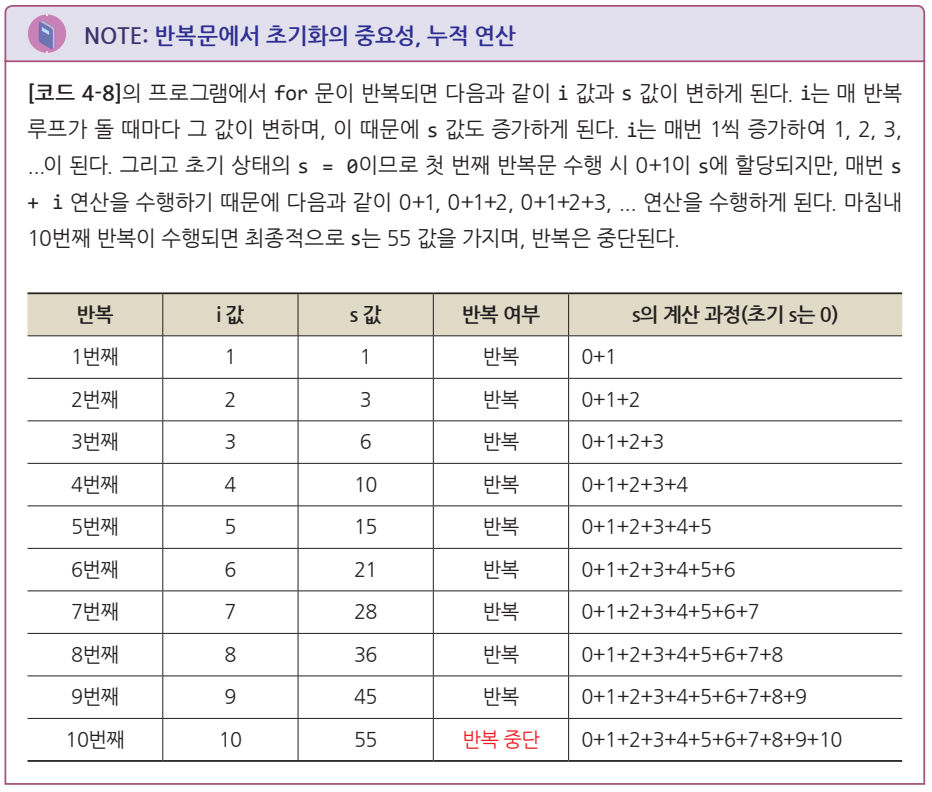 NOTE: 반복문에서 초기화의 중요성, 누적 연산
[코드 4-8]의 프로그램에서 for 문이 반복되면 다음과 같이 i 값과 s 값이 변하게 된다. i는 매 반복
루프가 돌 때마다 그 값이 변하며, 이 때문에 s 값도 증가하게 된다. i는 매번 1씩 증가하여 1, 2, 3,
...이 된다. 그리고 초기 상태의 s = 0이므로 첫 번째 반복문 수행 시 0+1이 s에 할당되지만, 매번 s
+ i 연산을 수행하기 때문에 다음과 같이 0+1, 0+1+2, 0+1+2+3, ... 연산을 수행하게 된다. 마침내
10번째 반복이 수행되면 최종적으로 s는 55 값을 가지며, 반복은 중단된다.
반복 i 값 s 값 반복 여부 s의 계산 과정(초기 s는 0)
1번째 1 1 반복 0+1
2번째 2 3 반복 0+1+2
3번째 3 6 반복 0+1+2+3
4번째 4 10 반복 0+1+2+3+4
5번째 5 15 반복 0+1+2+3+4+5
6번째 6 21 반복 0+1+2+3+4+5+6
7번째 7 28 반복 0+1+2+3+4+5+6+7
8번째 8 36 반복 0+1+2+3+4+5+6+7+8
9번째 9 45 반복 0+1+2+3+4+5+6+7+8+9
10번째 10 55 반복 중단 0+1+2+3+4+5+6+7+8+9+10